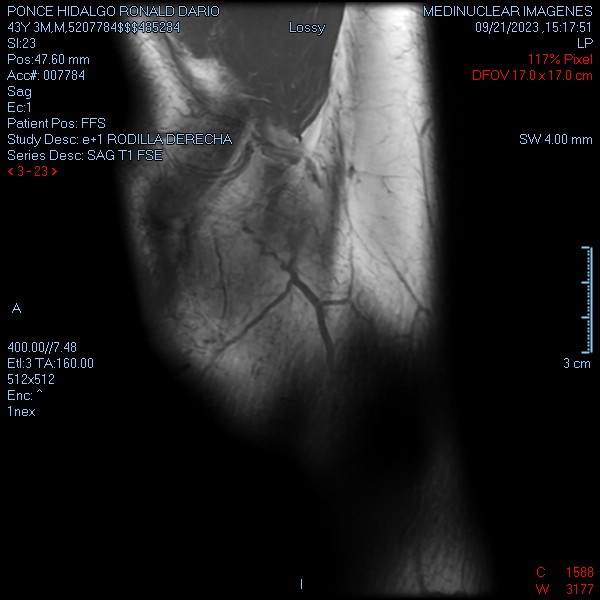 PONCE HIDALGO RONALD DARIO
43Y 3M,M,5207784$$$485284
Sl:23
Pos:47.60 mm
Acc#: 007784
Sag
Ec:1
Patient Pos: FFS
Study Desc: e+1 RODILLA DERECHA
Series Desc: SAG T1 FSE
< 3 - 23 >
Lossy
MEDINUCLEAR IMAGENES
09/21/2023 ,15:17:51
LP
117% Pixel
DFOV 17.0 x 17.0 cm
SW 4.00 mm
A
400.00//7.48
Etl:3 TA:160.00
512x512
Enc: ^
1nex
3 cm
I
C 1588
W 3177